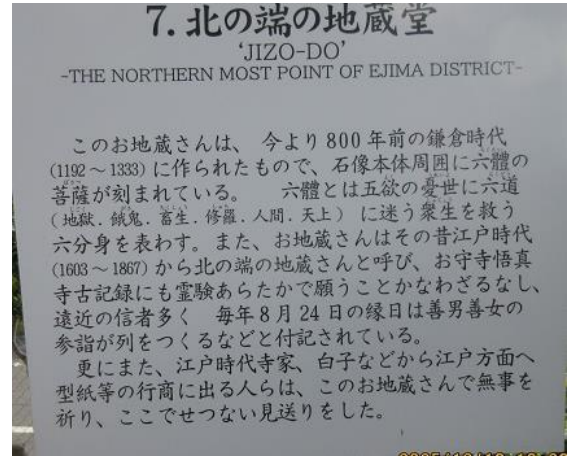 7. 北の端の地蔵堂
‘JIZO-DO’
-THE NORTHERN MOST POINT OF EJIMA DISTRICT-
このお地蔵さんは、 今より800年前の鎌倉時代
(1192～1333)に作られたもので、石像本体周囲に六體の
菩薩が刻まれている。 六體とは五欲の憂世に六道
(地獄.餓鬼.畜生.修羅.人間.天上) に迷う衆生を救う
六分身を表わす。また、お地蔵さんはその昔江戸時代
(1603～1867)から北の端の地蔵さんと呼び、お守寺悟真
寺古記録にも霊験あらたかで願うことかなわざるなし、
遠近の信者多く 毎年8月24日の縁日は善男善女の
参詣が列をつくるなどと付記されている。
更にまた、江戸時代寺家、白子などから江戸方面へ
型紙等の行商に出る人らは、このお地蔵さんで無事を
祈り、ここでせつない見送りをした。